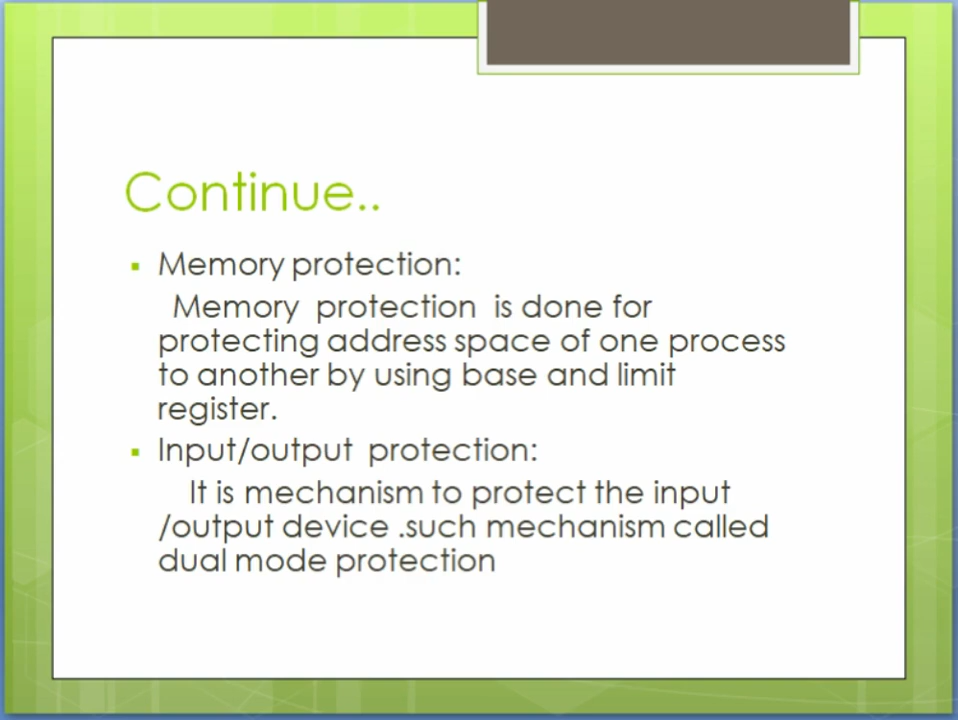 Continue..
▪ Memory protection:
Memory protection is done for
protecting address space of one process
to another by using base and limit
register.
▪ Input/output protection:
It is mechanism to protect the input
/output device .such mechanism called
dual mode protection